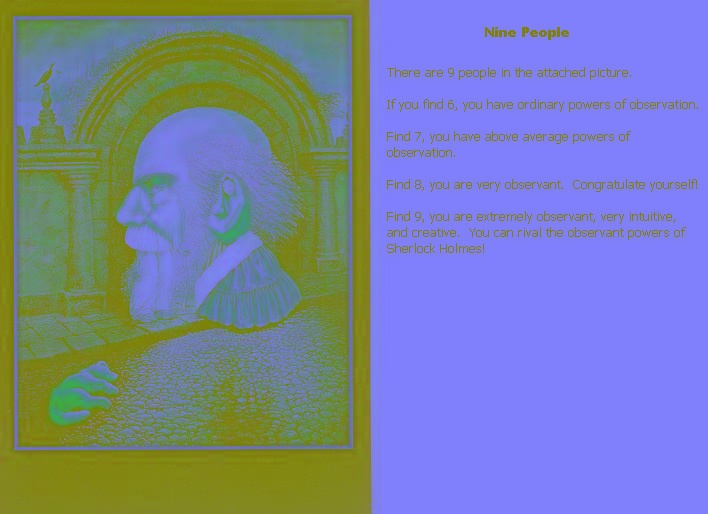 Nine People
There are 9 people in the attached picture.
If you find 6, you have ordinary powers of observation.
Find 7, you have above average powers of
observation.
Find 8, you are very observant.  Congratulate yourself!
Find 9, you are extremely observant, very intuitive,
and creative.  You can rival the observant powers of
Sherlock Holmes!